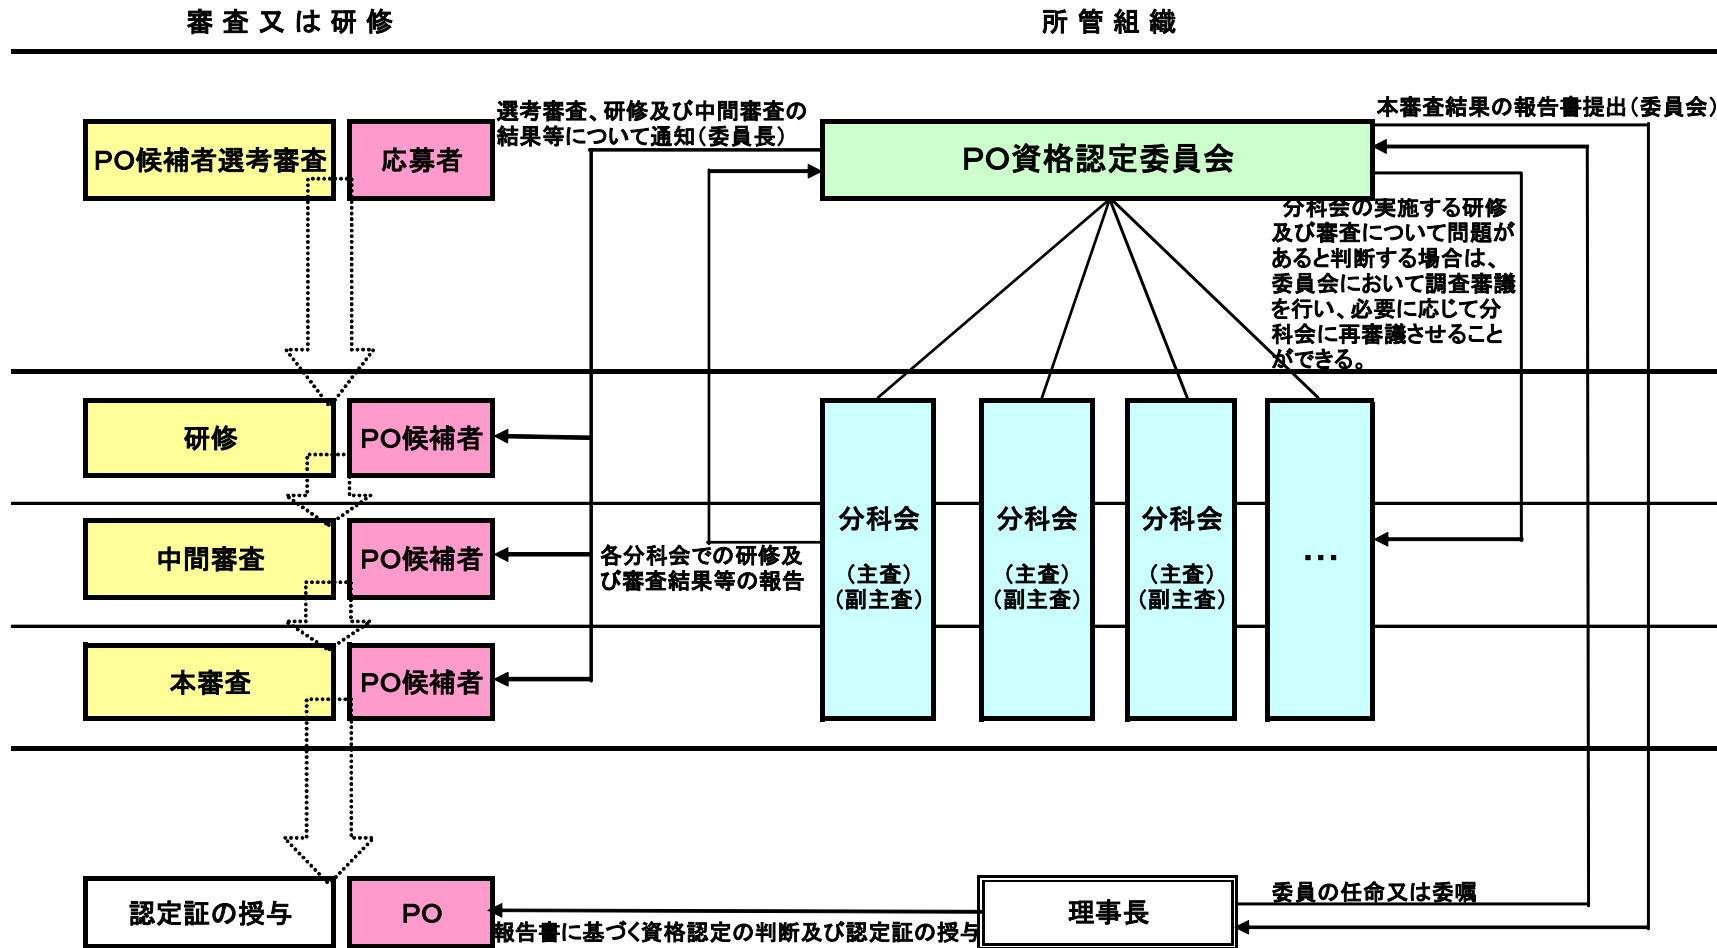 審査又は研修
所管組織
選考審査、研修及び中間審査の
結果等について通知（委員長）
本審査結果の報告書提出（委員会）
PO候補者選考審査
応募者
PO資格認定委員会
分科会の実施する研修
及び審査について問題が
あると判断する場合は、
委員会において調査審議
を行い、必要に応じて分
科会に再審議させること
ができる。
研修
PO候補者
中間審査
PO候補者
各分科会での研修及
び審査結果等の報告
分科会
（主査）
（副主査）
分科会
（主査）
（副主査）
分科会
（主査）
（副主査）
…
本審査
PO候補者
認定証の授与
PO
報告書に基づく資格認定の判断及び認定証の授与
理事長
委員の任命又は委嘱